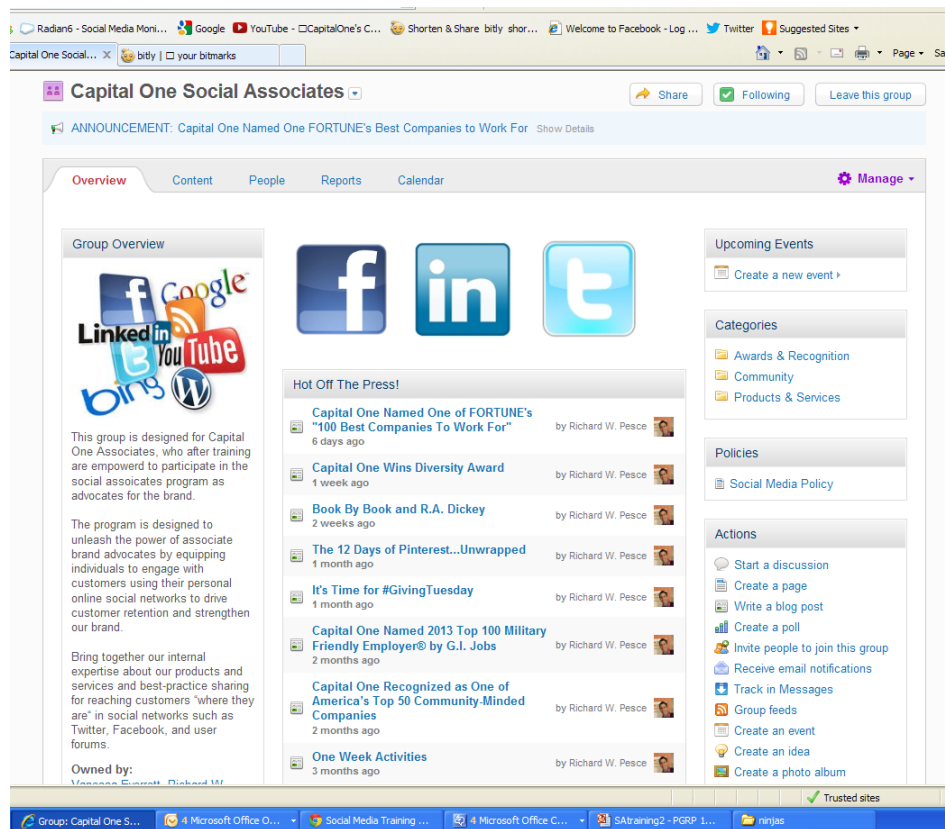 Radian6 - Social Media Moni... Google YouTube - CapitalOne's C... Shorten & Share bitly shor... Welcome to Facebook - Log ... Twitter Suggested Sites
Capital One Social... X bitly | your bitmarks Page
Capital One Social Associates
Share Following Leave this group
ANNOUNCEMENT: Capital One Named One FORTUNE's Best Companies to Work For Show Details
Overview Content People Reports Calendar Manage
Group Overview
Google
Linked in
You Tube
bing
W
This group is designed for Capital
One Associates, who after training
are empowerd to participate in the
social assoicates program as
advocates for the brand.
The program is designed to
unleash the power of associate
brand advocates by equipping
individuals to engage with
customers using their personal
online social networks to drive
customer retention and strengthen
our brand.
Bring together our internal
expertise about our products and
services and best-practice sharing
for reaching customers "where they
are" in social networks such as
Twitter, Facebook, and user
forums.
Owned by:
f in t
Hot Off The Press!
Capital One Named One of FORTUNE's
"100 Best Companies To Work For"
6 days ago
by Richard W. Pesce
Capital One Wins Diversity Award
1 week ago
by Richard W. Pesce
Book By Book and R.A. Dickey
2 weeks ago
by Richard W. Pesce
The 12 Days of Pinterest...Unwrapped
1 month ago
by Richard W. Pesce
It's Time for #GivingTuesday
1 month ago
by Richard W. Pesce
Capital One Named 2013 Top 100 Military
Friendly Employer® by G.I. Jobs
2 months ago
by Richard W. Pesce
Capital One Recognized as One of
America's Top 50 Community-Minded
Companies
2 months ago
by Richard W. Pesce
One Week Activities
3 months ago
by Richard W. Pesce
Upcoming Events
Create a new event
Categories
Awards & Recognition
Community
Products & Services
Policies
Social Media Policy
Actions
Start a discussion
Create a page
Write a blog post
Create a poll
Invite people to join this group
Receive email notifications
Track in Messages
Group feeds
Create an event
Create an idea
Create a photo album
Trusted sites
Group: Capital One S... 4 Microsoft Office O... Social Media Training ... 4 Microsoft Office C... SAtraining2 - PGRP 1... ninjas